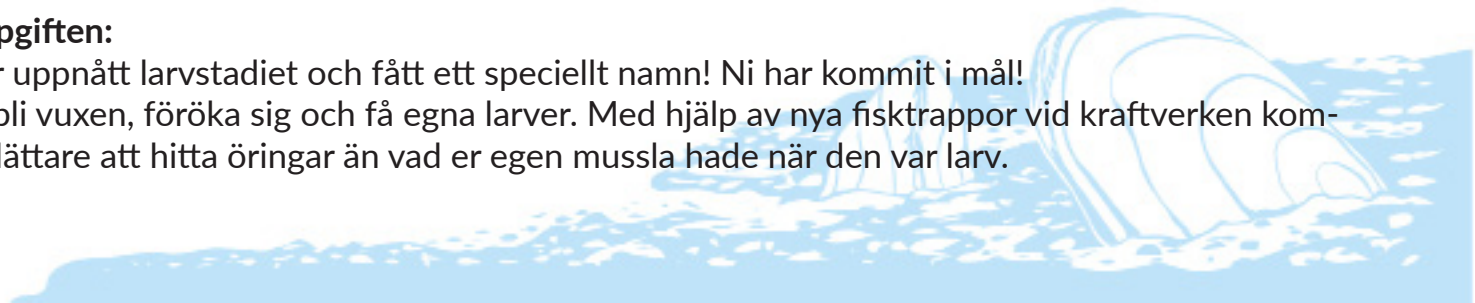 pgiften:
r uppnått larvstadiet och fått ett speciellt namn! Ni har kommit i mål!
bli vuxen, föröka sig och få egna larver. Med hjälp av nya fisktrappor vid kraftverken kom-
lättare att hitta öringar än vad er egen mussla hade när den var larv.